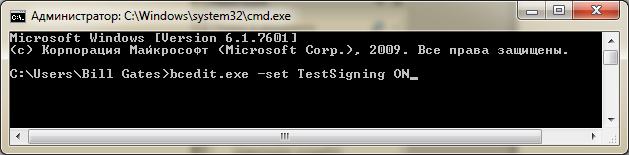 Администратор: C:\Windows\system32\cmd.exe
Microsoft Windows [Version 6.1.7601]
(c) Корпорация Майкрософт (Microsoft Corp.), 2009. Все права защищены.
C:\Users\Bill Gates>bcedit.exe -set TestSigning ON_